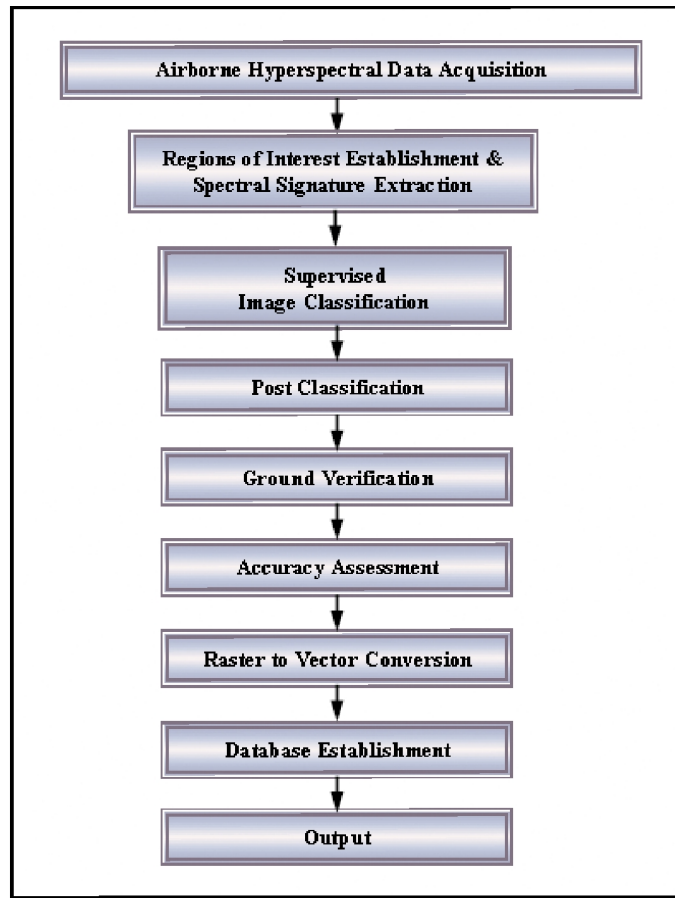 Airborne Hyperspectral Data Acquisition
Regions of Interest Establishment &
Spectral Signature Extraction
Supervised
Image Classification
Post Classification
Ground Verification
Accuracy Assessment
Raster to Vector Conversion
Database Establishment
Output